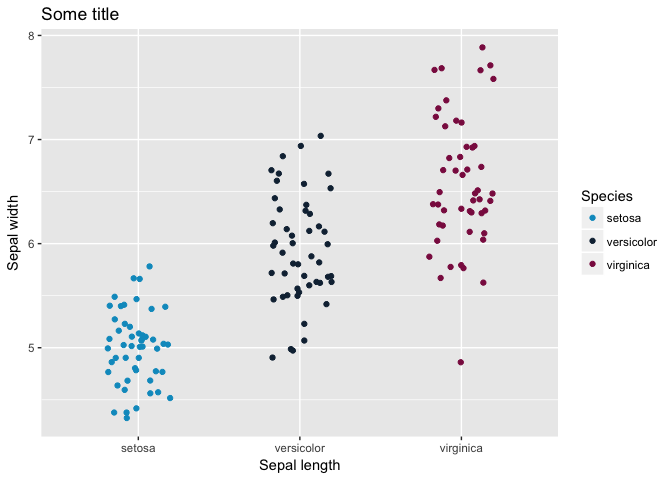 Some title
8
7
6
5
Sepal width
setosa
versicolor
virginica
Sepal length
Species
setosa
versicolor
virginica